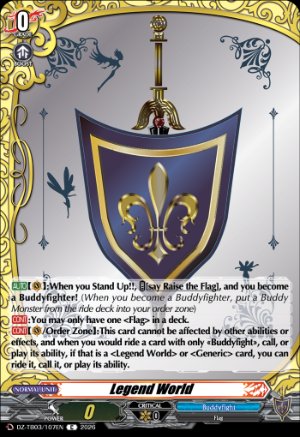 0
GRADE
BOOST
AUTO [ ]:When you Stand Up!!, [say Raise the Flag], and you become
a Buddyfighter! (When you become a Buddyfighter, put a Buddy
Monster from the ride deck into your order zone)
CONT:You may only have one <Flag> in a deck.
CONT [ /Order Zone]:This card cannot be affected by other abilities or
effects, and when you would ride a card with only «Buddyfight», call, or
play its ability, if that is a <Legend World> or <Generic> card, you can
ride it, call it, or play its ability.
NORMAL UNIT
Legend World
POWER 0
CRITICAL 0
Buddyfight
Flag
D DZ-TB03/107EN C 2026